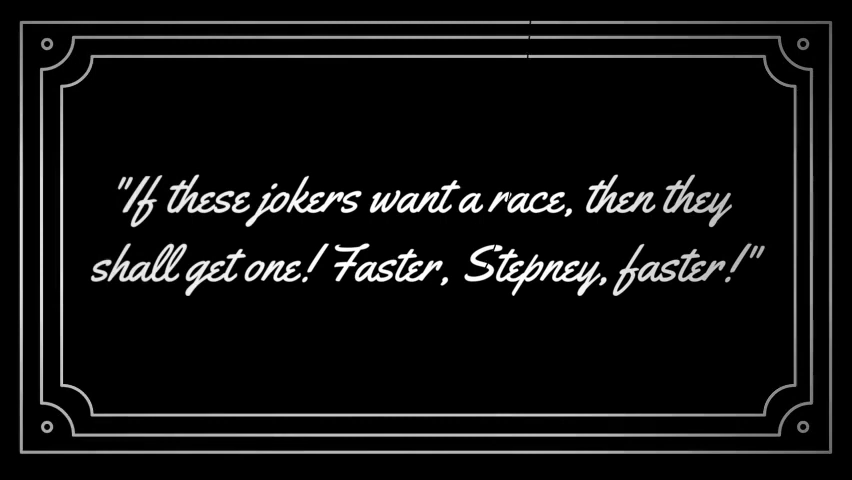 "If these jokers want a race, then they
shall get one! Faster, Stepney, faster!"